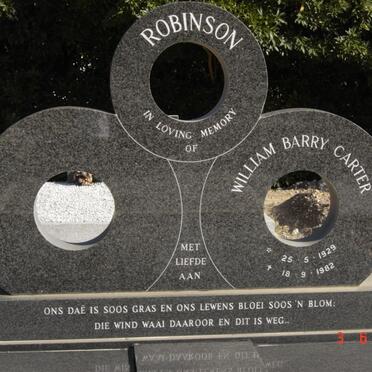 ROBINSON
IN LOVING MEMORY
OF
WILLIAM BARRY CARTER
* 25 - 5 - 1929
† 18 - 9 - 1982
MET
LIEFDE
AAN
ONS DAË IS SOOS GRAS EN ONS LEWENS BLOEI SOOS 'N BLOM:
DIE WIND WAAI DAAROOR EN DIT IS WEG..